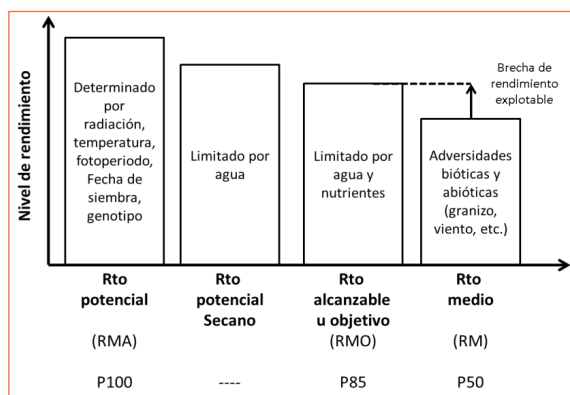 Nivel de rendimiento
Determinado
por
radiación,
temperatura,
fotoperiodo,
Fecha de
siembra,
genotipo
Limitado por
agua
Limitado por
agua y
nutrientes
Adversidades
bióticas y
abióticas
(granizo,
viento, etc.)
Brecha de
rendimiento
explotable
Rto
potencial
(RMA)
P100
Rto
potencial
Secano
----
Rto
alcanzable
u objetivo
(RMO)
P85
Rto
medio
(RM)
P50